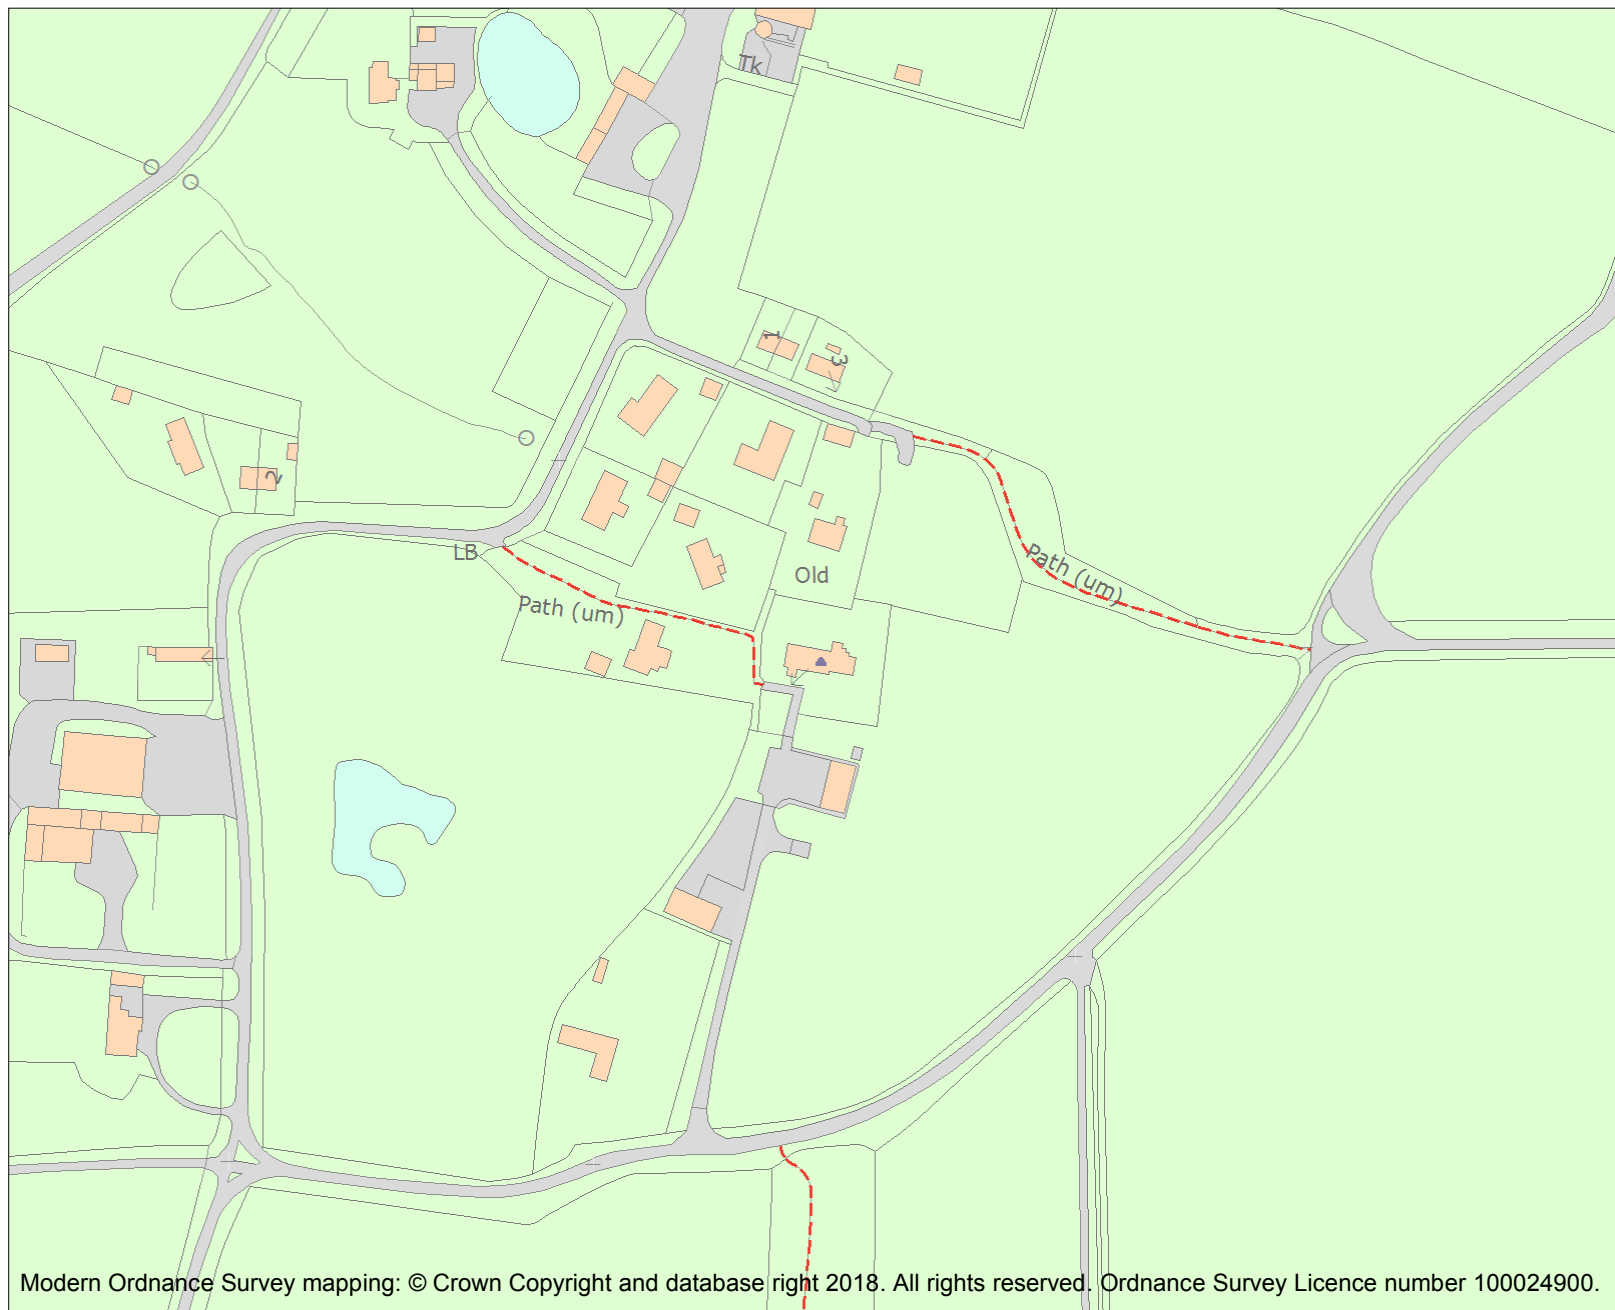 Tk
1
3
2
LB
Path (um)
Old
Path (um)
Modern Ordnance Survey mapping: © Crown Copyright and database right 2018. All rights reserved. Ordnance Survey Licence number 100024900.